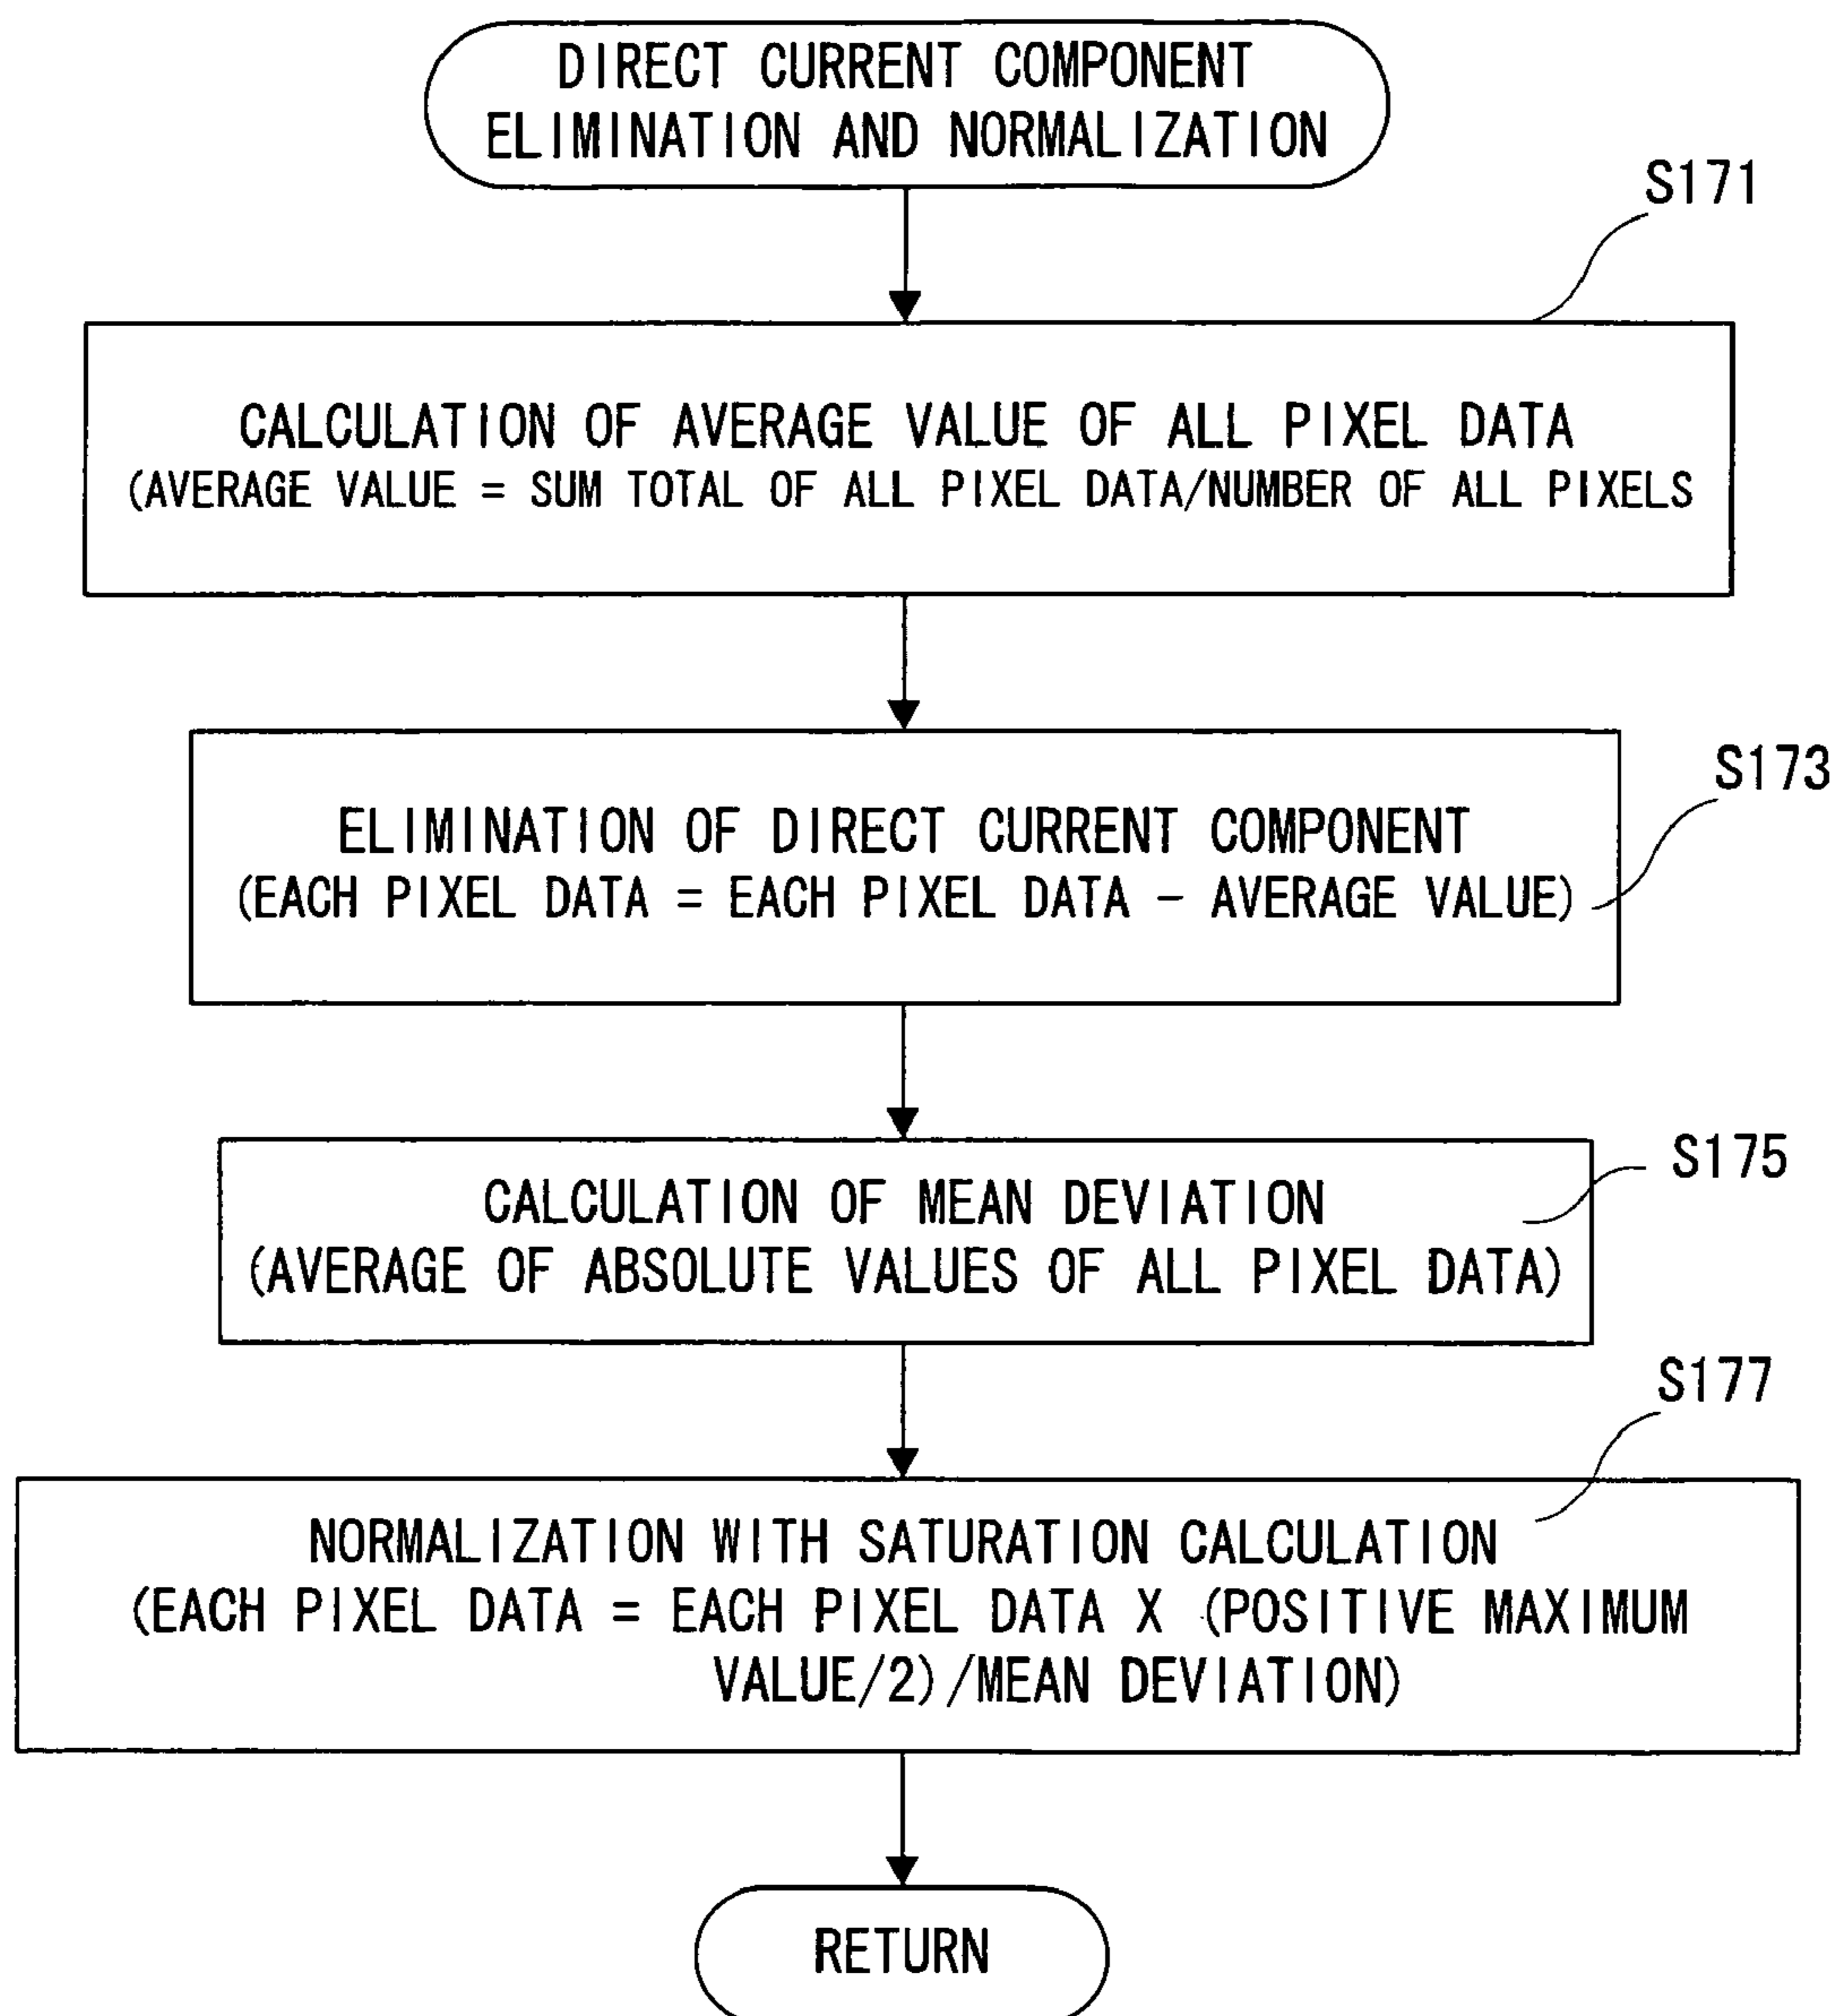 DIRECT CURRENT COMPONENT
ELIMINATION AND NORMALIZATION
S171
CALCULATION OF AVERAGE VALUE OF ALL PIXEL DATA
(AVERAGE VALUE = SUM TOTAL OF ALL PIXEL DATA/NUMBER OF ALL PIXELS
S173
ELIMINATION OF DIRECT CURRENT COMPONENT
(EACH PIXEL DATA = EACH PIXEL DATA - AVERAGE VALUE)
S175
CALCULATION OF MEAN DEVIATION
(AVERAGE OF ABSOLUTE VALUES OF ALL PIXEL DATA)
S177
NORMALIZATION WITH SATURATION CALCULATION
(EACH PIXEL DATA = EACH PIXEL DATA X (POSITIVE MAXIMUM
VALUE/2)/MEAN DEVIATION)
RETURN